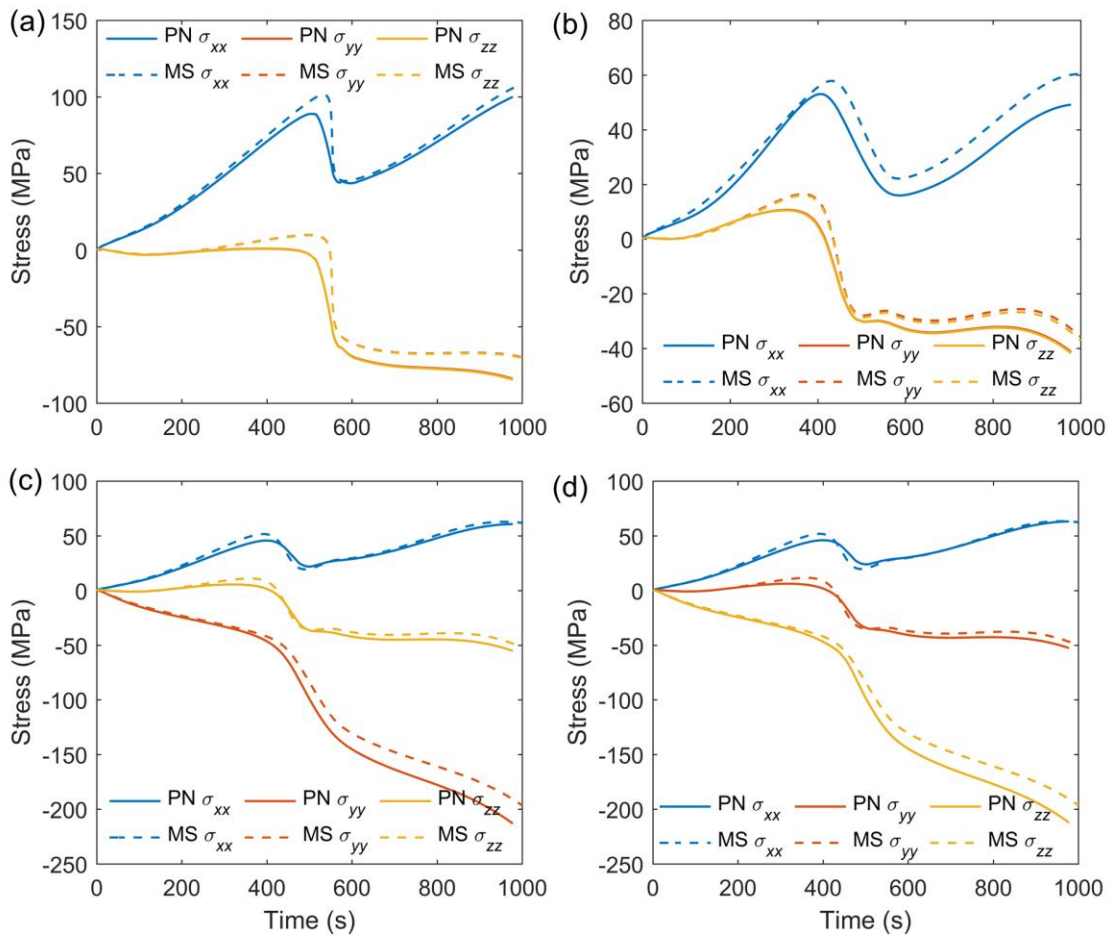 (a)
150
100
50
0
-50
-100
Stress (MPa)
PN σxx PN σyy PN σzz
MS σxx MS σyy MS σzz
0 200 400 600 800 1000
(b)
80
60
40
20
0
-20
-40
-60
Stress (MPa)
PN σxx PN σyy PN σzz
MS σxx MS σyy MS σzz
0 200 400 600 800 1000
(c)
100
50
0
-50
-100
-150
-200
-250
Stress (MPa)
PN σxx PN σyy PN σzz
MS σxx MS σyy MS σzz
0 200 400 600 800 1000
Time (s)
(d)
100
50
0
-50
-100
-150
-200
-250
Stress (MPa)
PN σxx PN σyy PN σzz
MS σxx MS σyy MS σzz
0 200 400 600 800 1000
Time (s)